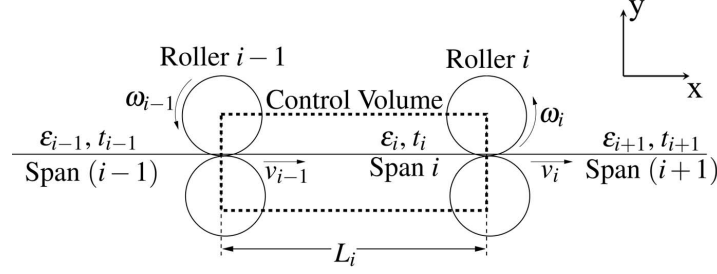 y
x
Roller i − 1
Roller i
ω_{i−1}
Control Volume
ω_i
ε_{i−1}, t_{i−1}
ε_i, t_i
ε_{i+1}, t_{i+1}
Span (i − 1)
v_{i−1}
Span i
v_i
Span (i + 1)
L_i